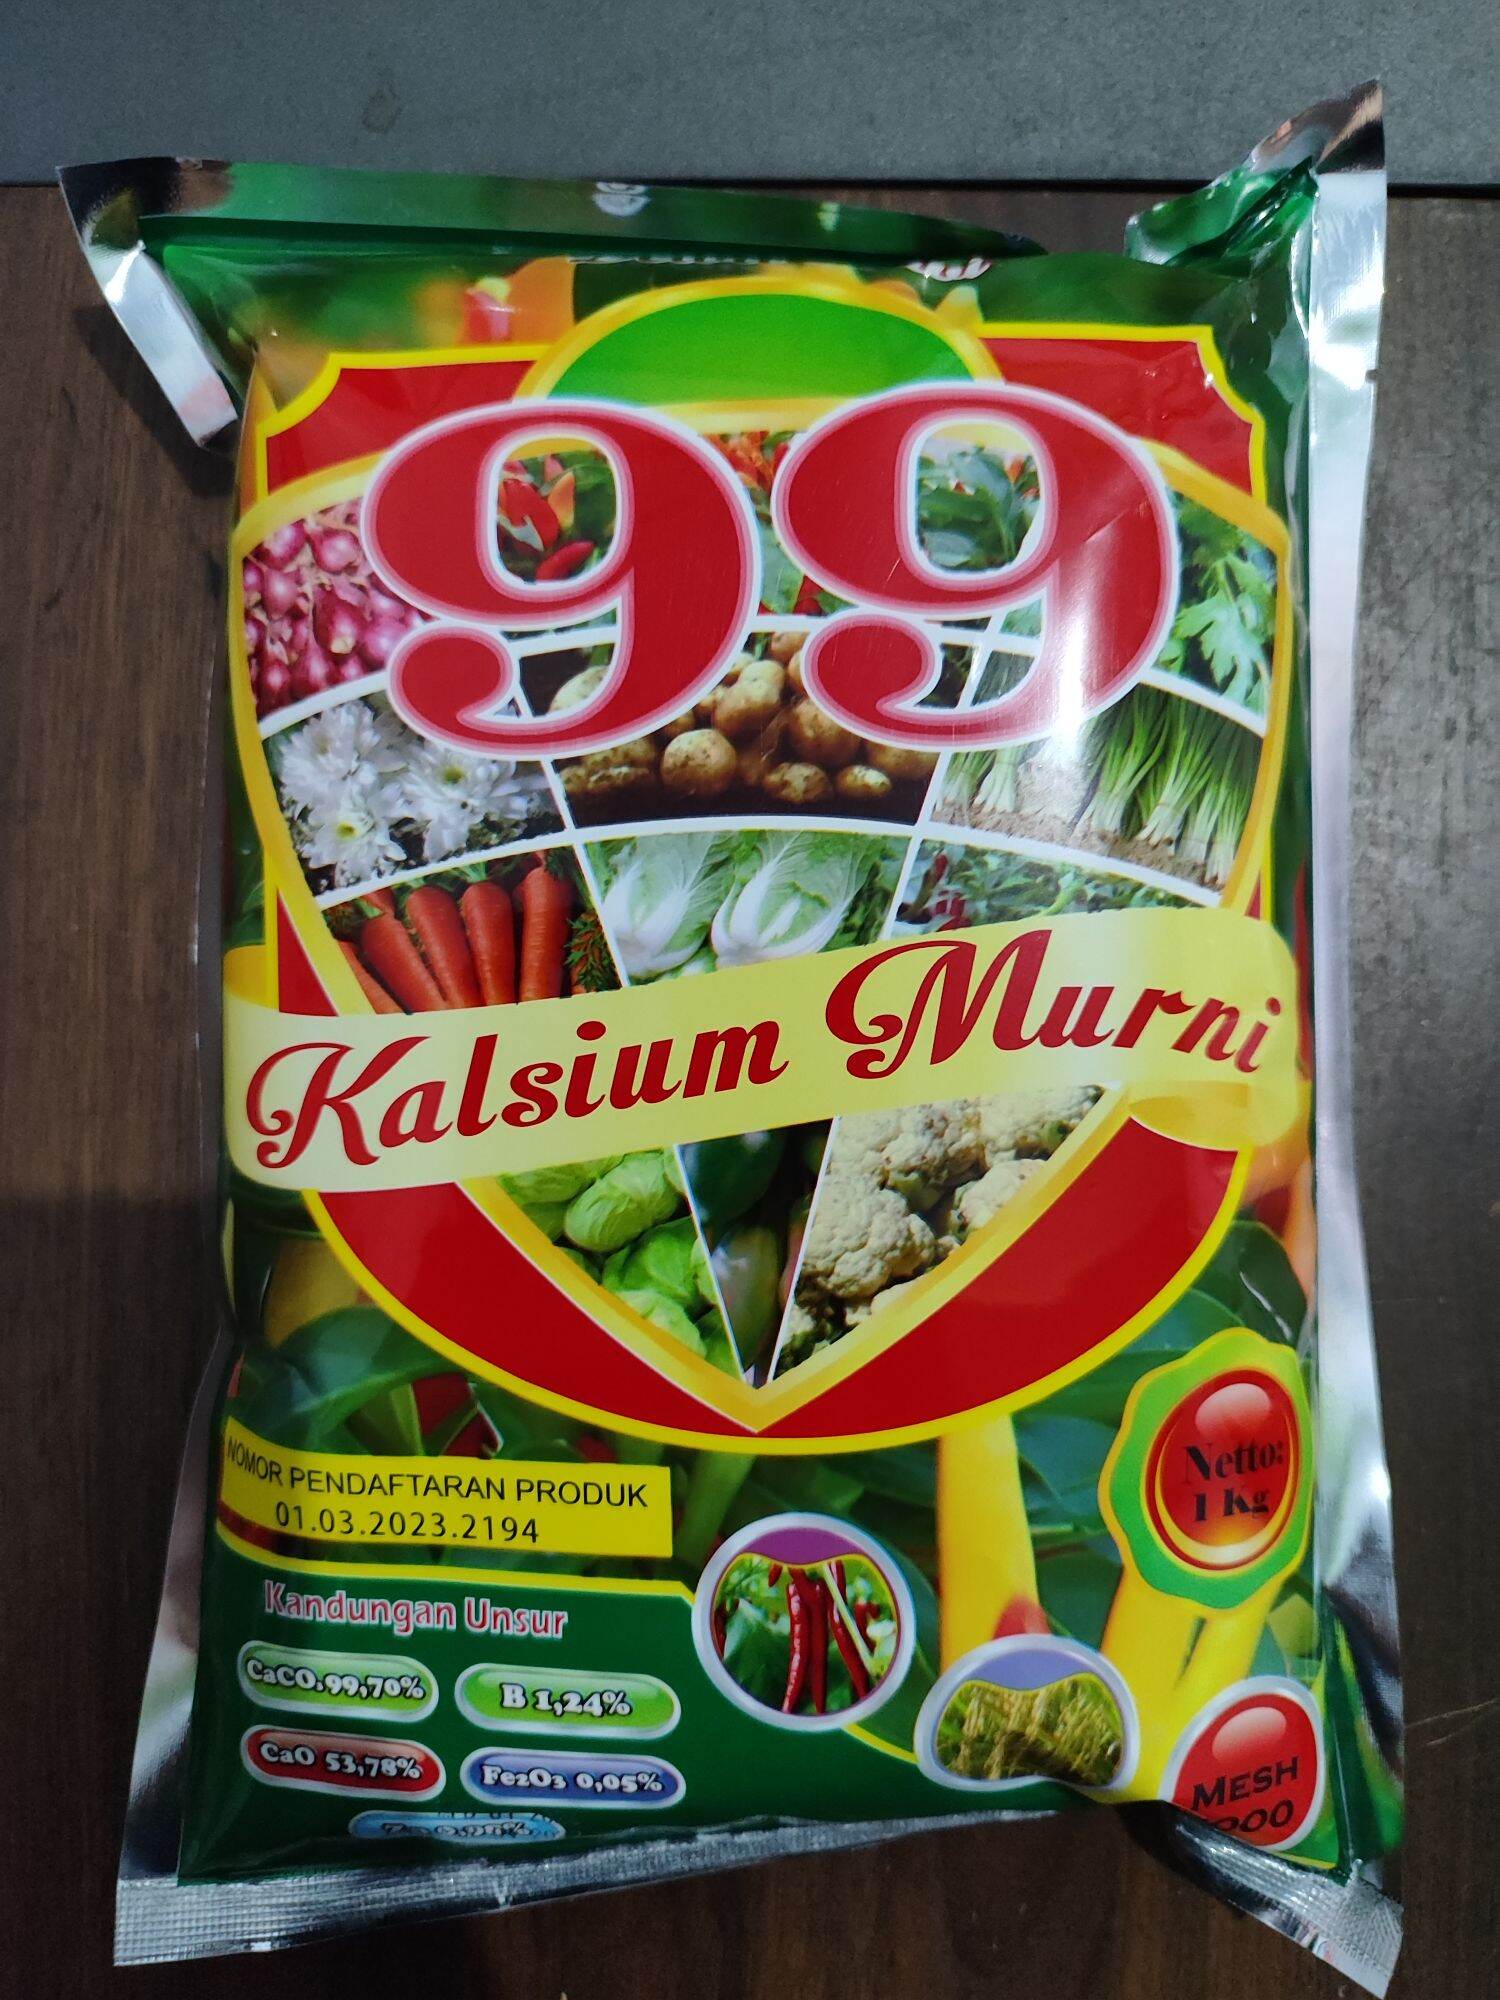 99
Kalsium Murni
Netto:
1 Kg
NOMOR PENDAFTARAN PRODUK
01.03.2023.2194
Kandungan Unsur
CaCO₃ 99,70%
B 1,24%
CaO 53,78%
Fe2O3 0,05%
MESH